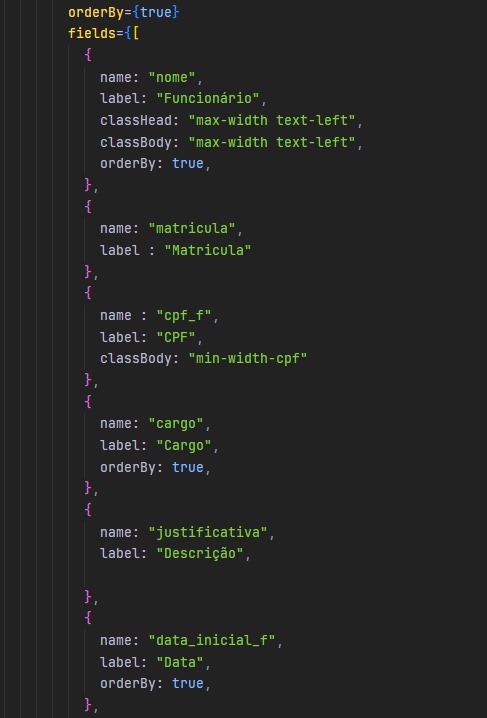 orderBy={true}
fields={[
{
name: "nome",
label: "Funcionário",
classHead: "max-width text-left",
classBody: "max-width text-left",
orderBy: true,
},
{
name: "matricula",
label : "Matricula"
},
{
name : "cpf_f",
label: "CPF",
classBody: "min-width-cpf"
},
{
name: "cargo",
label: "Cargo",
orderBy: true,
},
{
name: "justificativa",
label: "Descrição",
},
{
name: "data_inicial_f",
label: "Data",
orderBy: true,
},